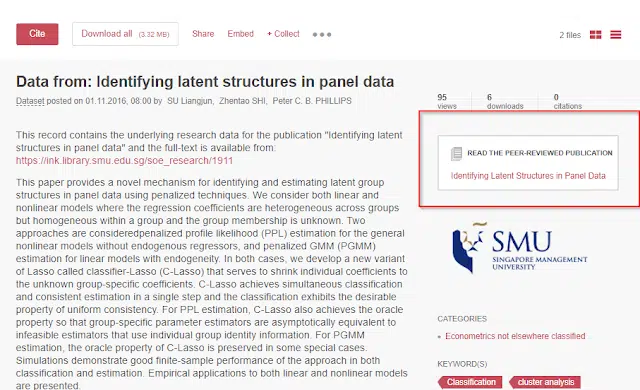 Cite
Download all (3.32 MB)
Share
Embed
+ Collect
2 files
Data from: Identifying latent structures in panel data
Dataset posted on 01.11.2016, 08:00 by SU Liangjun, Zhentao SHI, Peter C. B. PHILLIPS
This record contains the underlying research data for the publication "Identifying latent
structures in panel data" and the full-text is available from:
https://ink.library.smu.edu.sg/soe_research/1911
This paper provides a novel mechanism for identifying and estimating latent group
structures in panel data using penalized techniques. We consider both linear and
nonlinear models where the regression coefficients are heterogeneous across groups
but homogeneous within a group and the group membership is unknown. Two
approaches are consideredpenalized profile likelihood (PPL) estimation for the general
nonlinear models without endogenous regressors, and penalized GMM (PGMM)
estimation for linear models with endogeneity. In both cases, we develop a new variant
of Lasso called classifier-Lasso (C-Lasso) that serves to shrink individual coefficients to
the unknown group-specific coefficients. C-Lasso achieves simultaneous classification
and consistent estimation in a single step and the classification exhibits the desirable
property of uniform consistency. For PPL estimation, C-Lasso also achieves the oracle
property so that group-specific parameter estimators are asymptotically equivalent to
infeasible estimators that use individual group identity information. For PGMM
estimation, the oracle property of C-Lasso is preserved in some special cases.
Simulations demonstrate good finite-sample performance of the approach in both
classification and estimation. Empirical applications to both linear and nonlinear models
are presented.
95 6 0
views downloads citations
READ THE PEER-REVIEWED PUBLICATION
Identifying Latent Structures in Panel Data
SMU
SINGAPORE MANAGEMENT
UNIVERSITY
CATEGORIES
• Econometrics not elsewhere classified
KEYWORD(S)
Classification
cluster analysis